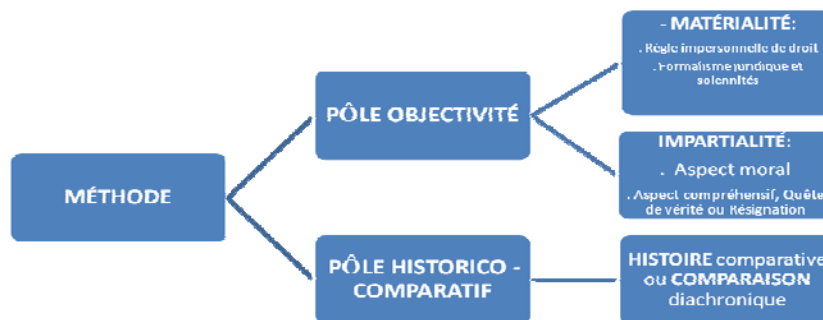 MÉTHODE
PÔLE OBJECTIVITÉ
- MATÉRIALITÉ:
. Règle impersonnelle de droit
. Formalisme juridique et
solennités
IMPARTIALITÉ:
. Aspect moral
. Aspect compréhensif, Quête
de vérité ou Résignation
PÔLE HISTORICO -
COMPARATIF
HISTOIRE comparative
ou COMPARAISON
diachronique